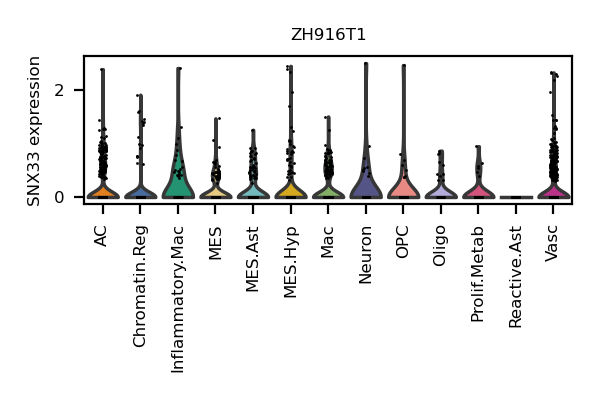 ZH916T1
SNX33 expression
2
0
AC
Chromatin.Reg
Inflammatory.Mac
MES
MES.Ast
MES.Hyp
Mac
Neuron
OPC
Oligo
Prolif.Metab
Reactive.Ast
Vasc